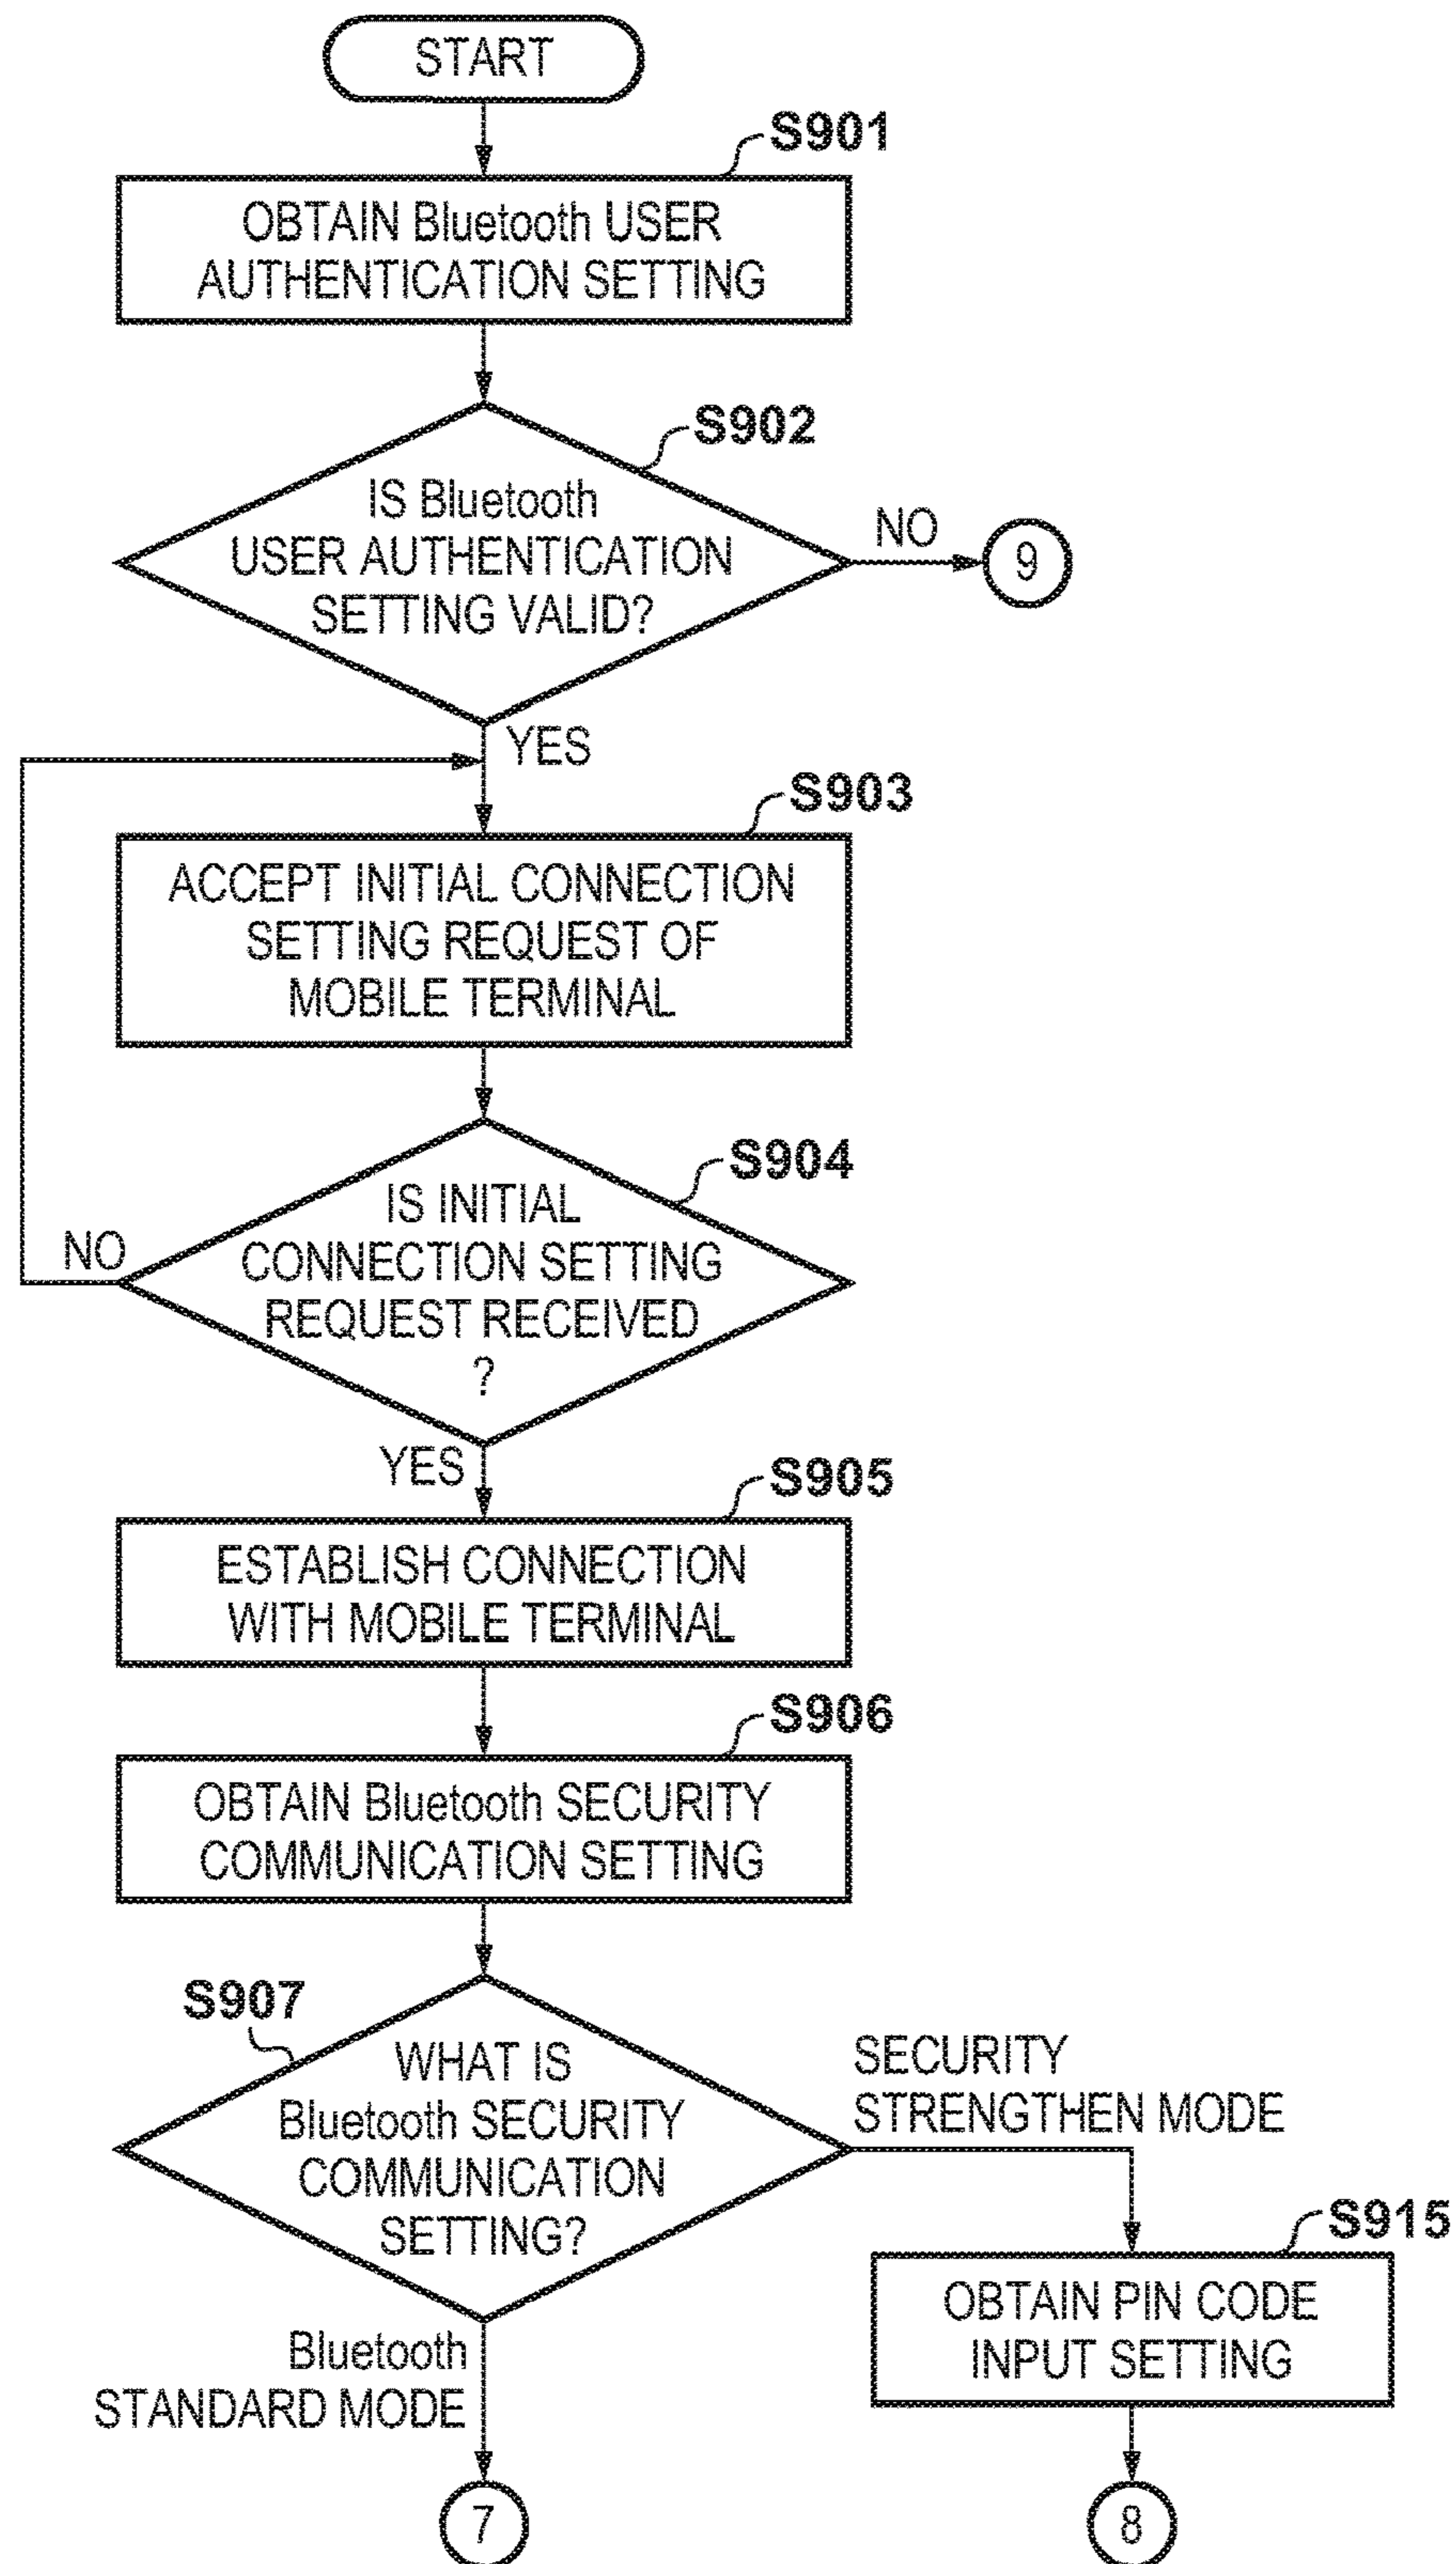 START
S901
OBTAIN Bluetooth USER
AUTHENTICATION SETTING
S902
IS Bluetooth
USER AUTHENTICATION
SETTING VALID?
NO
9
YES
S903
ACCEPT INITIAL CONNECTION
SETTING REQUEST OF
MOBILE TERMINAL
S904
IS INITIAL
CONNECTION SETTING
REQUEST RECEIVED
?
NO
YES
S905
ESTABLISH CONNECTION
WITH MOBILE TERMINAL
S906
OBTAIN Bluetooth SECURITY
COMMUNICATION SETTING
S907
WHAT IS
Bluetooth SECURITY
COMMUNICATION
SETTING?
SECURITY
STRENGTHEN MODE
S915
OBTAIN PIN CODE
INPUT SETTING
Bluetooth
STANDARD MODE
7
8